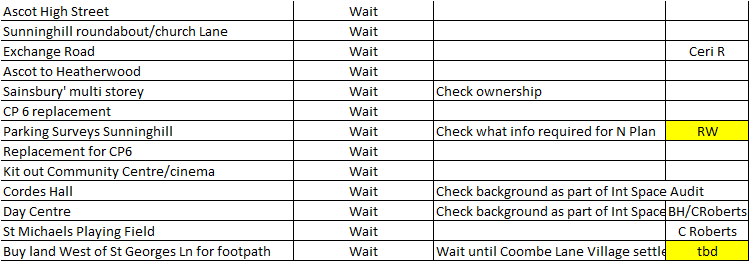 Ascot High Street Wait
Sunninghill roundabout/church Lane Wait
Exchange Road Wait Ceri R
Ascot to Heatherwood Wait
Sainsbury' multi storey Wait Check ownership
CP 6 replacement Wait
Parking Surveys Sunninghill Wait Check what info required for N Plan RW
Replacement for CP6 Wait
Kit out Community Centre/cinema Wait
Cordes Hall Wait Check background as part of Int Space Audit
Day Centre Wait Check background as part of Int Space BH/CRoberts
St Michaels Playing Field Wait C Roberts
Buy land West of St Georges Ln for footpath Wait Wait until Coombe Lane Village settle tbd